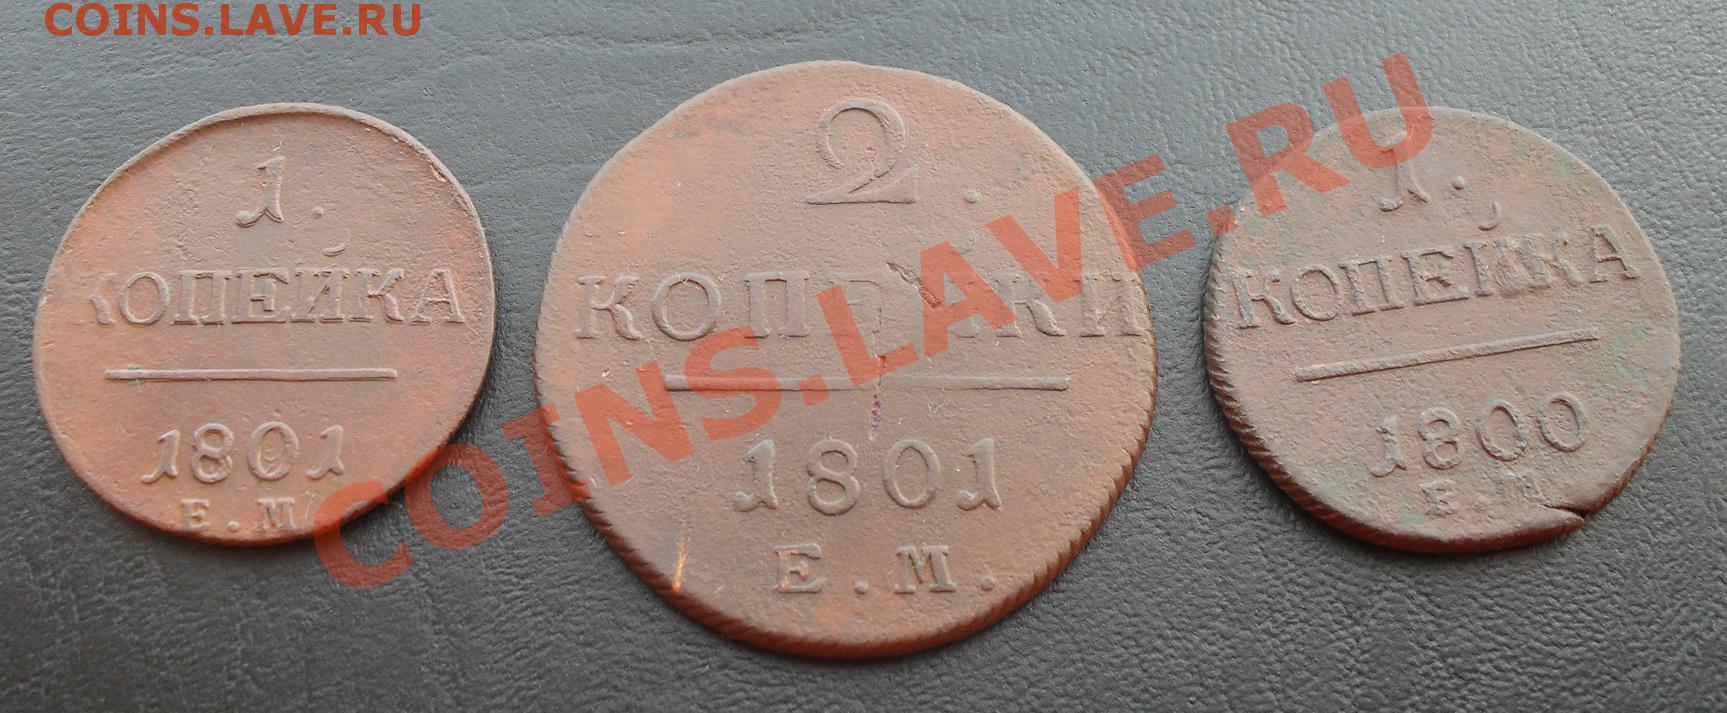 COINS.LAVE.RU
1.
КОПЕЙКА
1801
Е.М
2.
КОПЕЙКИ
1801
Е.М.
1.
КОПЕЙКА
1800
Е.М
COINS.LAVE.RU